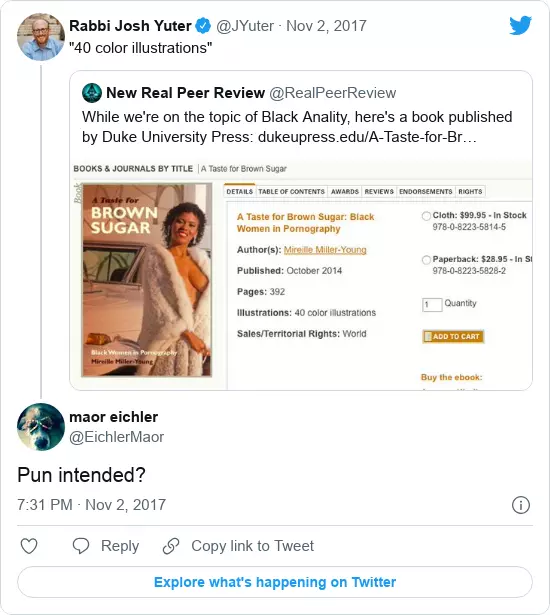 Rabbi Josh Yuter @JYuter · Nov 2, 2017
"40 color illustrations"
New Real Peer Review @RealPeerReview
While we're on the topic of Black Anality, here's a book published
by Duke University Press: dukeupress.edu/A-Taste-for-Br…
BOOKS & JOURNALS BY TITLE | A Taste for Brown Sugar
Book
A Taste for
BROWN
SUGAR
Black Women in Pornography
Mireille Miller-Young
DETAILS TABLE OF CONTENTS AWARDS REVIEWS ENDORSEMENTS RIGHTS
A Taste for Brown Sugar: Black
Women in Pornography
Author(s): Mireille Miller-Young
Published: October 2014
Pages: 392
Illustrations: 40 color illustrations
Sales/Territorial Rights: World
Cloth: $99.95 - In Stock
978-0-8223-5814-5
Paperback: $28.95 - In St
978-0-8223-5828-2
1 Quantity
ADD TO CART
Buy the ebook:
maor eichler
@EichlerMaor
Pun intended?
7:31 PM · Nov 2, 2017
Reply
Copy link to Tweet
Explore what's happening on Twitter